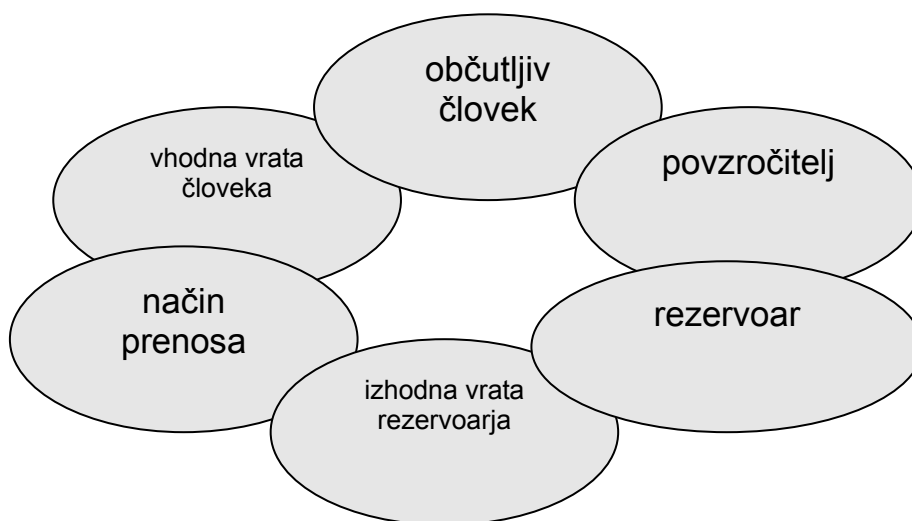 občutljiv
človek
vhodna vrata
človeka
povzročitelj
način
prenosa
rezervoar
izhodna vrata
rezervoarja